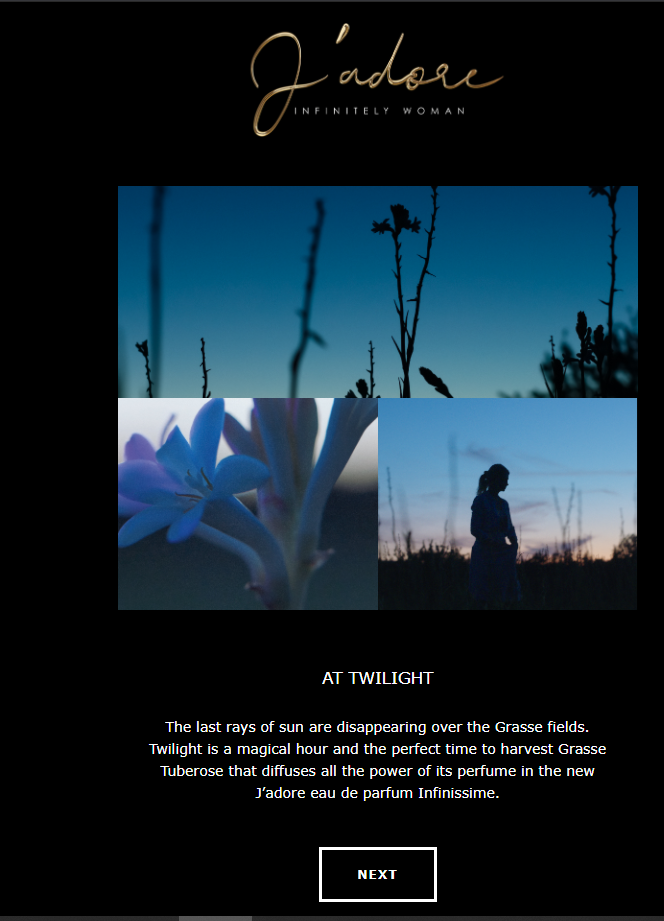 J'adore
INFINITELY WOMAN
AT TWILIGHT
The last rays of sun are disappearing over the Grasse fields.
Twilight is a magical hour and the perfect time to harvest Grasse
Tuberose that diffuses all the power of its perfume in the new
J’adore eau de parfum Infinissime.
NEXT